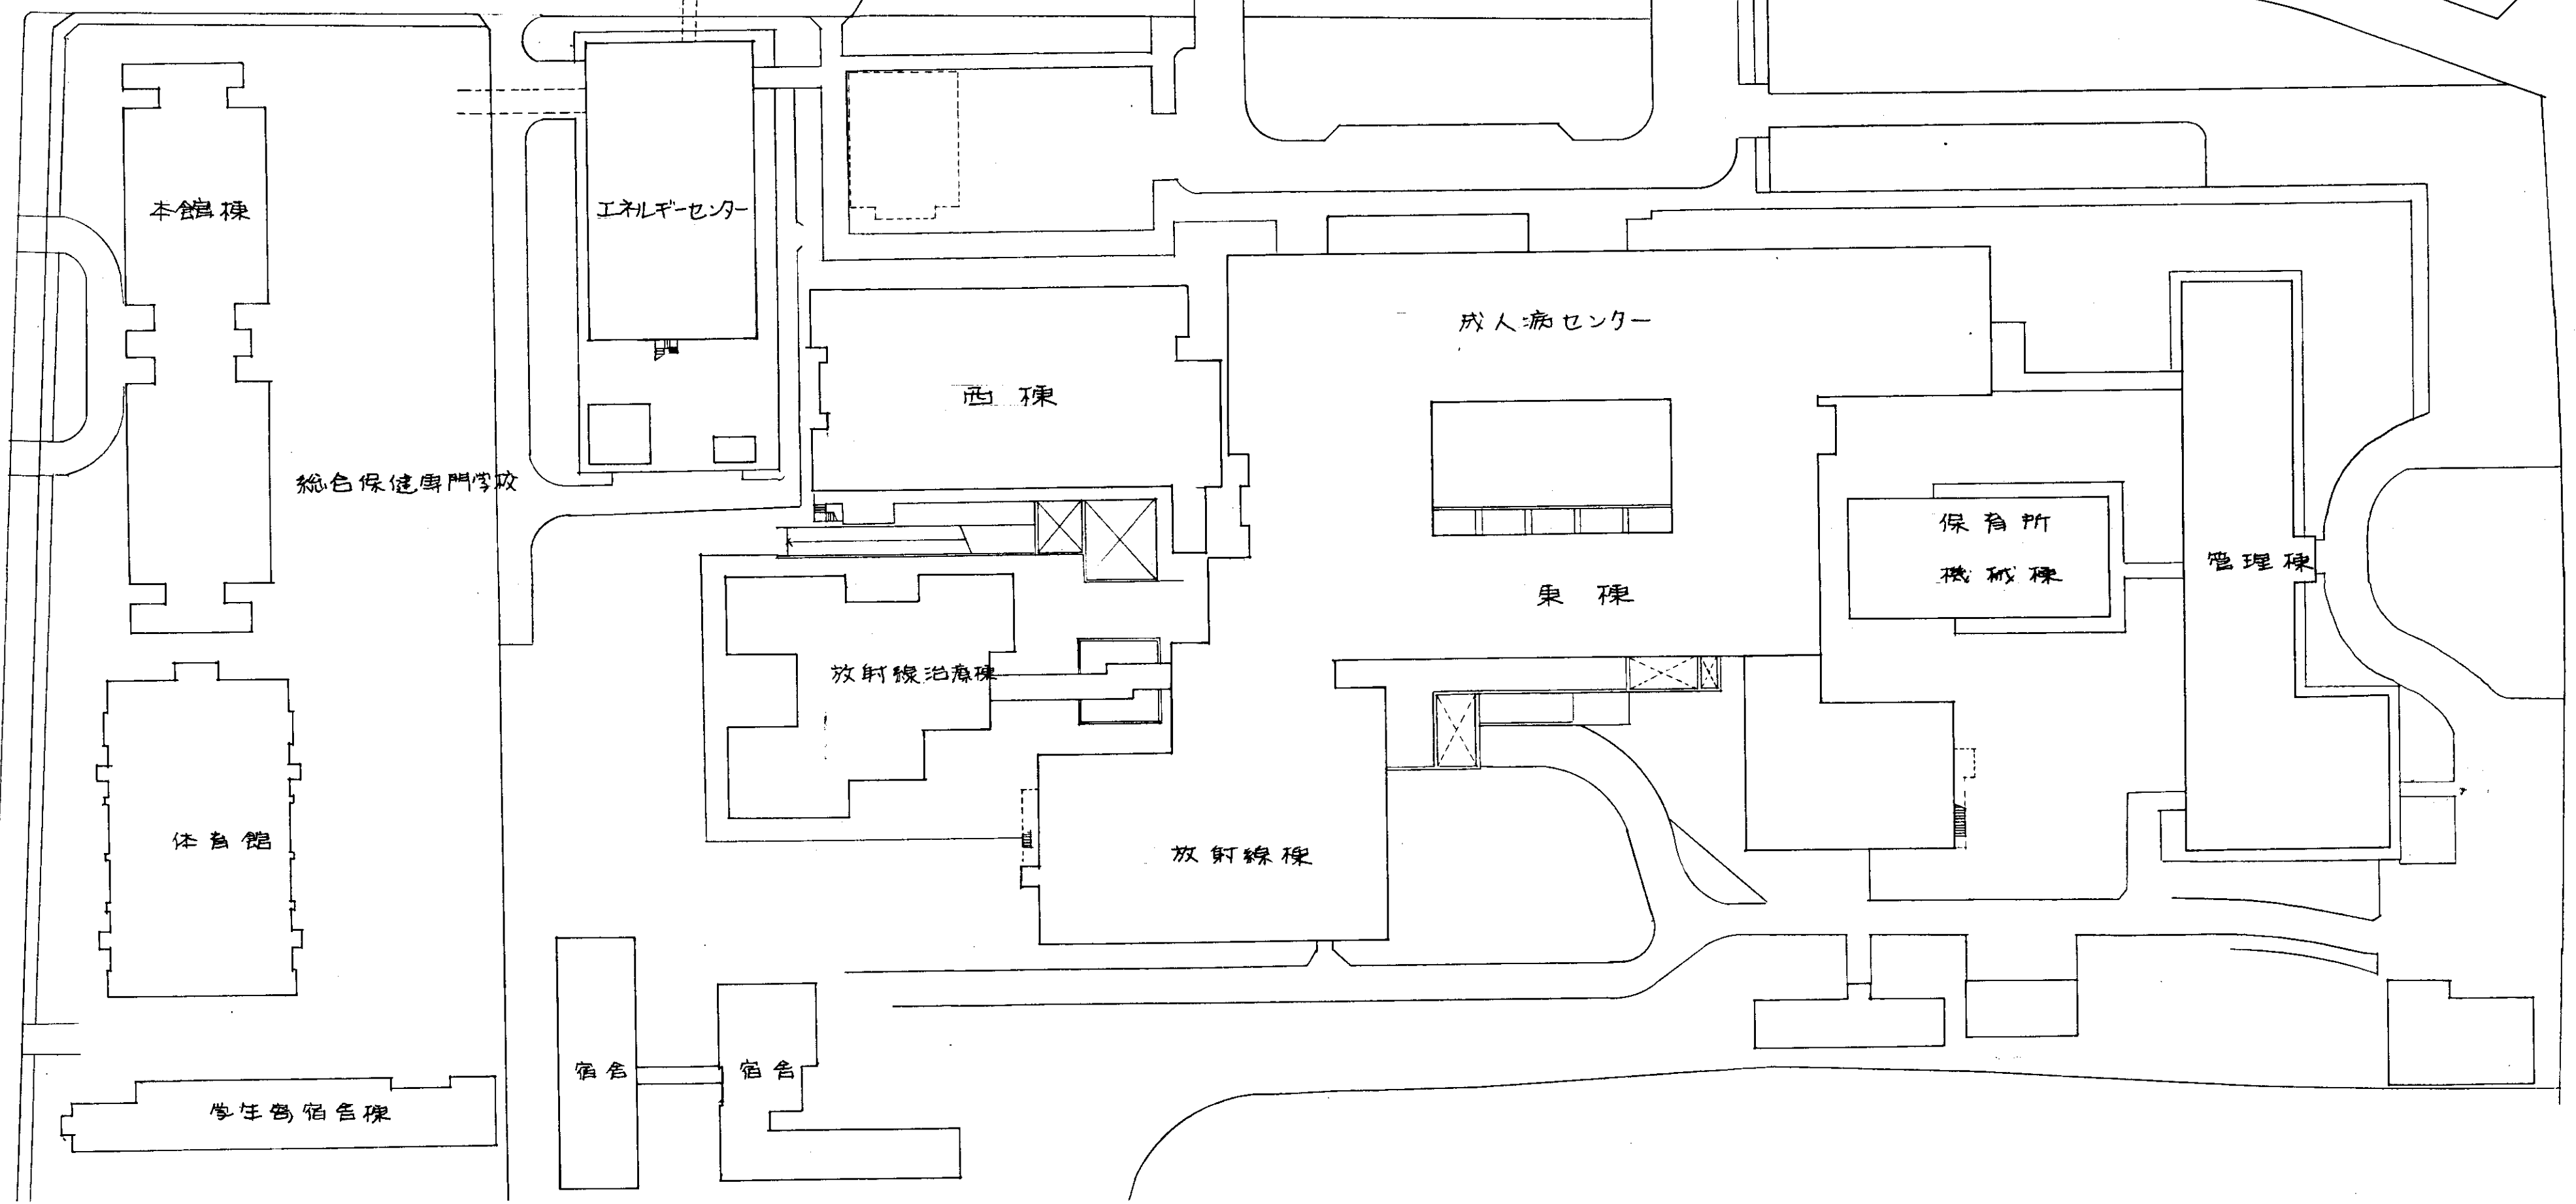 本館棟
エネルギーセンター
成人病センター
西棟
総合保健専門学校
保育所
機械棟
管理棟
東棟
放射線治療棟
体育館
放射線棟
宿舎
宿舎
学生寄宿舎棟